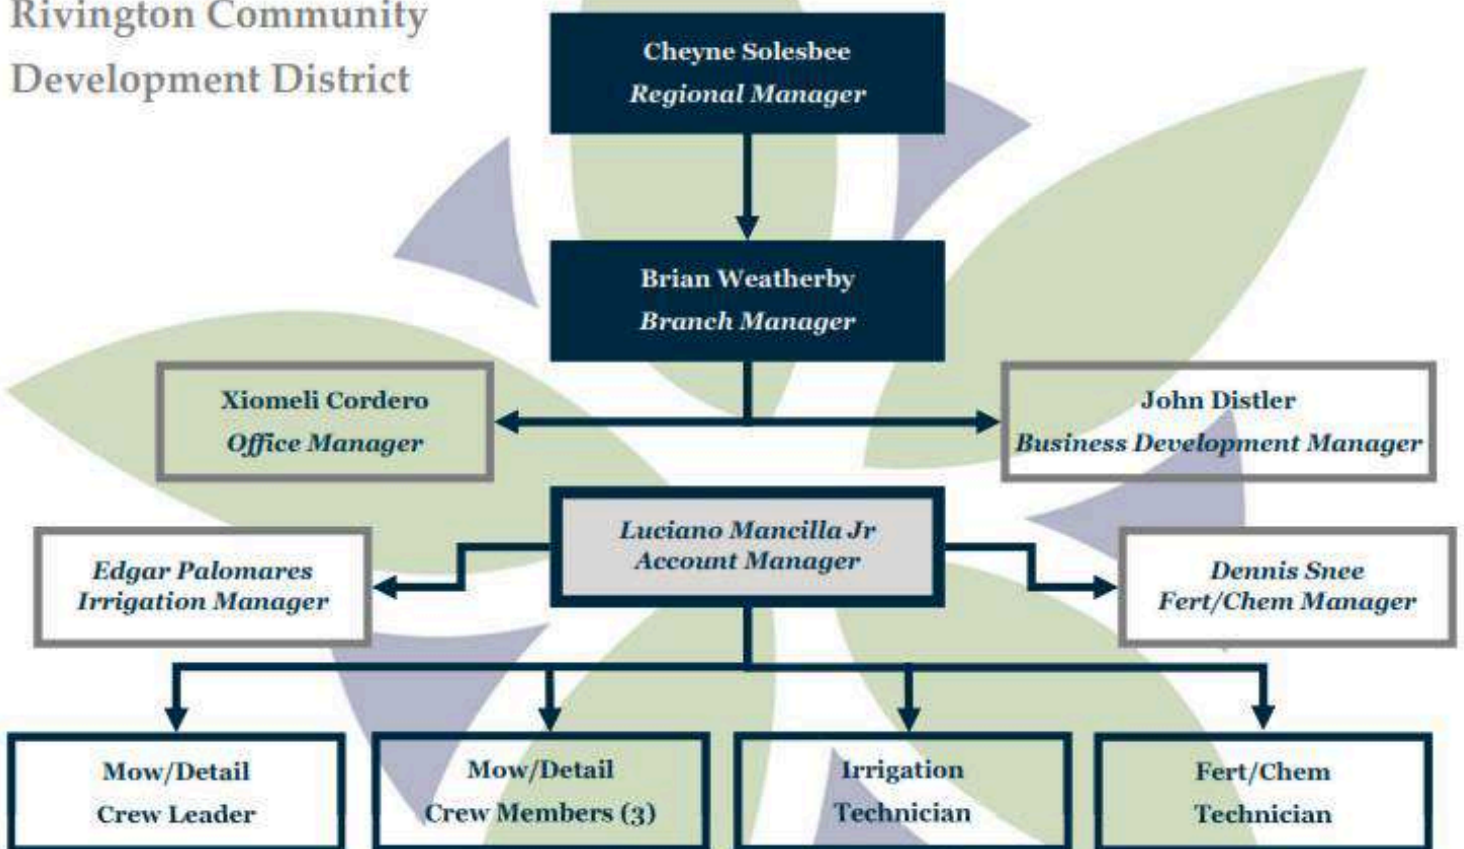 Rivington Community
Development District
Cheyne Solesbee
Regional Manager
Brian Weatherby
Branch Manager
Xiomeli Cordero
Office Manager
John Distler
Business Development Manager
Luciano Mancilla Jr
Account Manager
Edgar Palomares
Irrigation Manager
Dennis Snee
Fert/Chem Manager
Mow/Detail
Crew Leader
Mow/Detail
Crew Members (3)
Irrigation
Technician
Fert/Chem
Technician